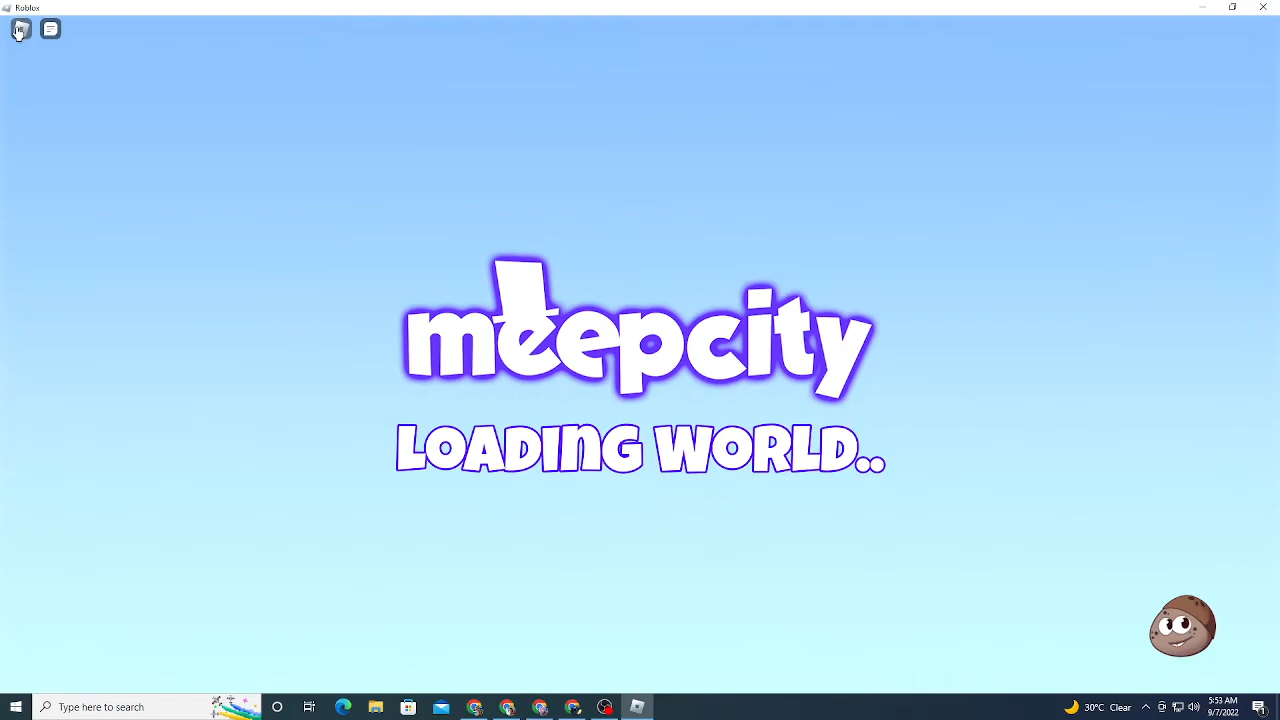 Roblox
meepcity
LOADING WORLD..
Type here to search
30°C Clear
5:53 AM
9/7/2022